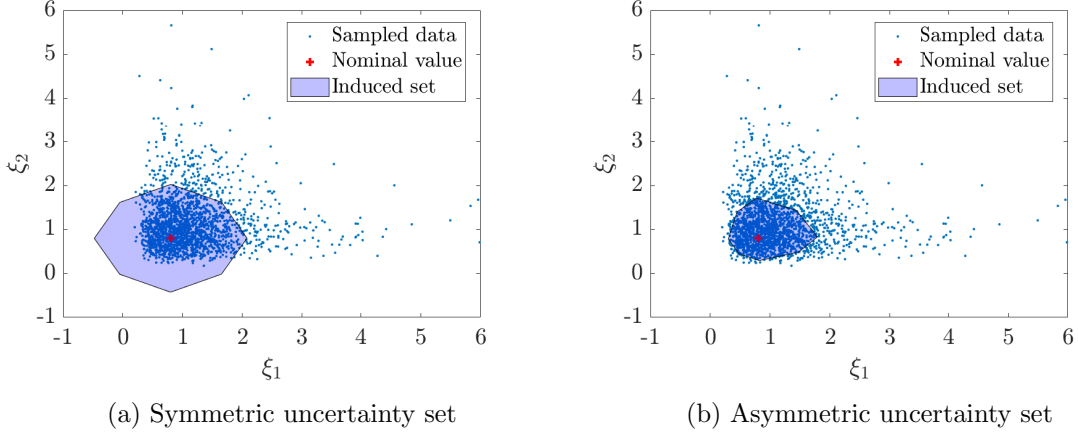 6
5
4
3
2
1
0
-1
ξ2
-1 0 1 2 3 4 5 6
ξ1
Sampled data
Nominal value
Induced set
(a) Symmetric uncertainty set
6
5
4
3
2
1
0
-1
ξ2
-1 0 1 2 3 4 5 6
ξ1
Sampled data
Nominal value
Induced set
(b) Asymmetric uncertainty set